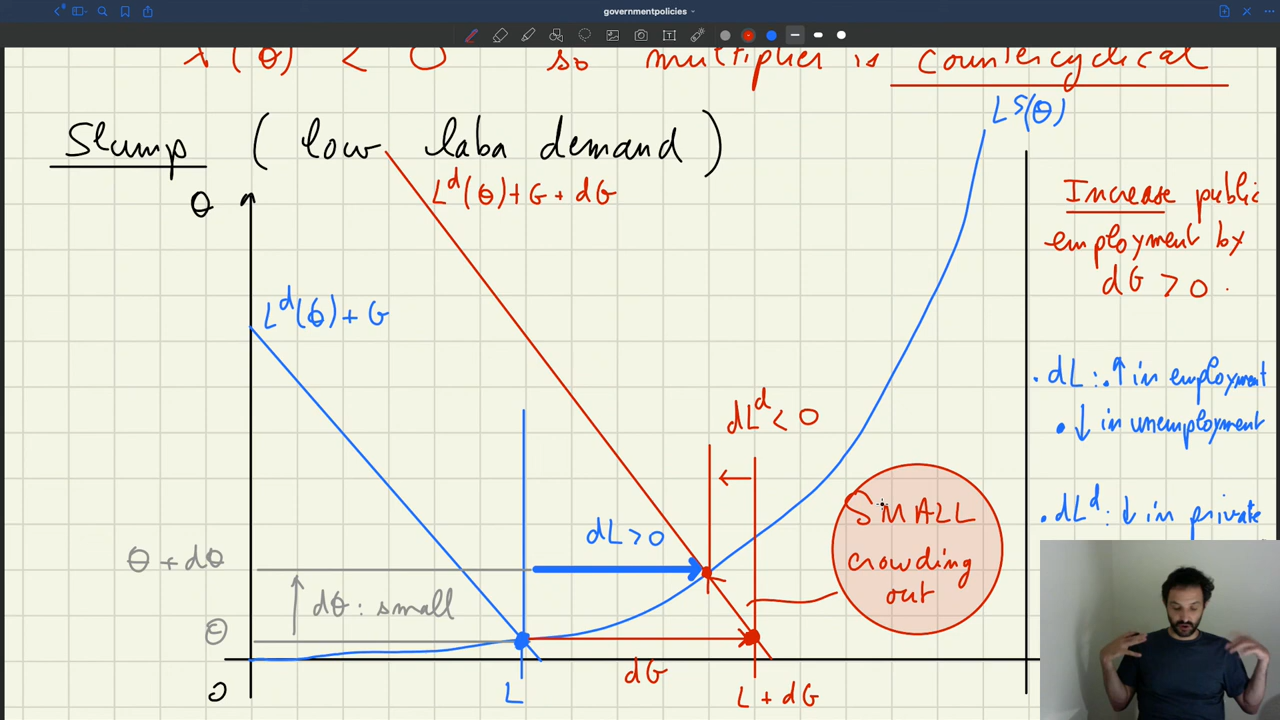 governmentpolicies
λ'(θ) < 0 so multiplier is countercyclical
Slump (low labor demand)
L^s(θ)
θ
L^d(θ)+G+dG
L^d(θ)+G
Increase public
employment by
dG > 0.
• dL: ↑ in employment
• ↓ in unemployment
• dL^d: ↓ in private
dL^d < 0
dL>0
SMALL
crowding
out
θ + dθ
dθ: small
θ
0
L
dG
L + dG